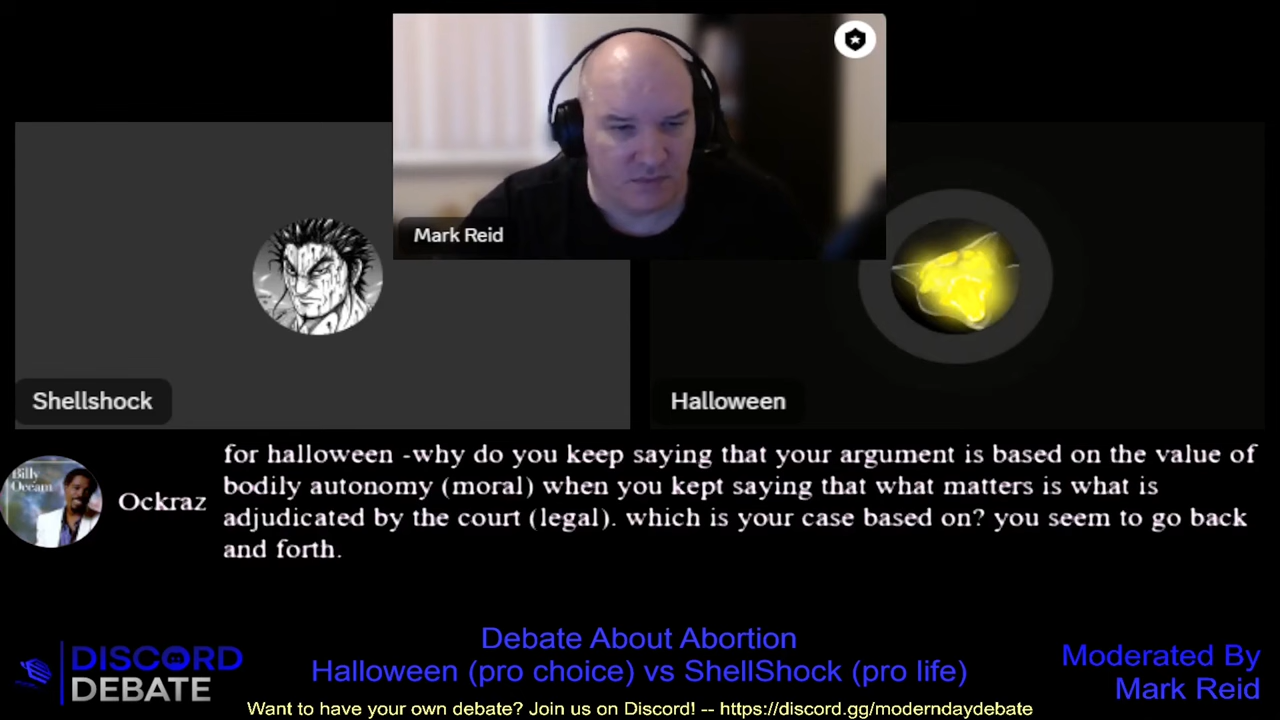 Mark Reid
Shellshock
Halloween
Billy
Ocean
Ockraz
for halloween -why do you keep saying that your argument is based on the value of
bodily autonomy (moral) when you kept saying that what matters is what is
adjudicated by the court (legal). which is your case based on? you seem to go back
and forth.
DISCORD
DEBATE
Debate About Abortion
Halloween (pro choice) vs ShellShock (pro life)
Moderated By
Mark Reid
Want to have your own debate? Join us on Discord! -- https://discord.gg/moderndaydebate